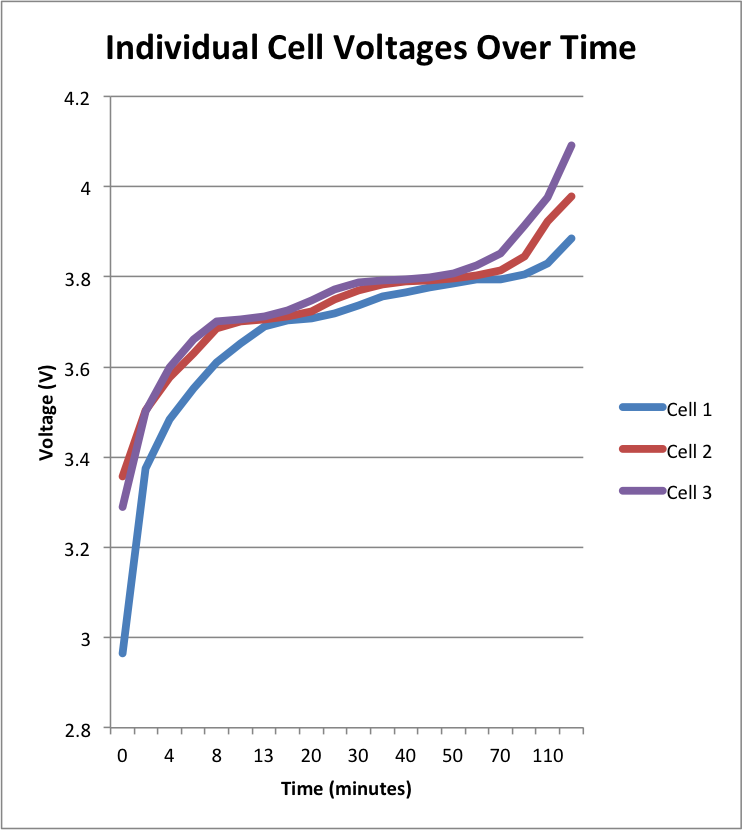 Individual Cell Voltages Over Time
4.2
4
3.8
3.6
3.4
3.2
3
2.8
Voltage (V)
0 4 8 13 20 30 40 50 70 110
Time (minutes)
Cell 1
Cell 2
Cell 3